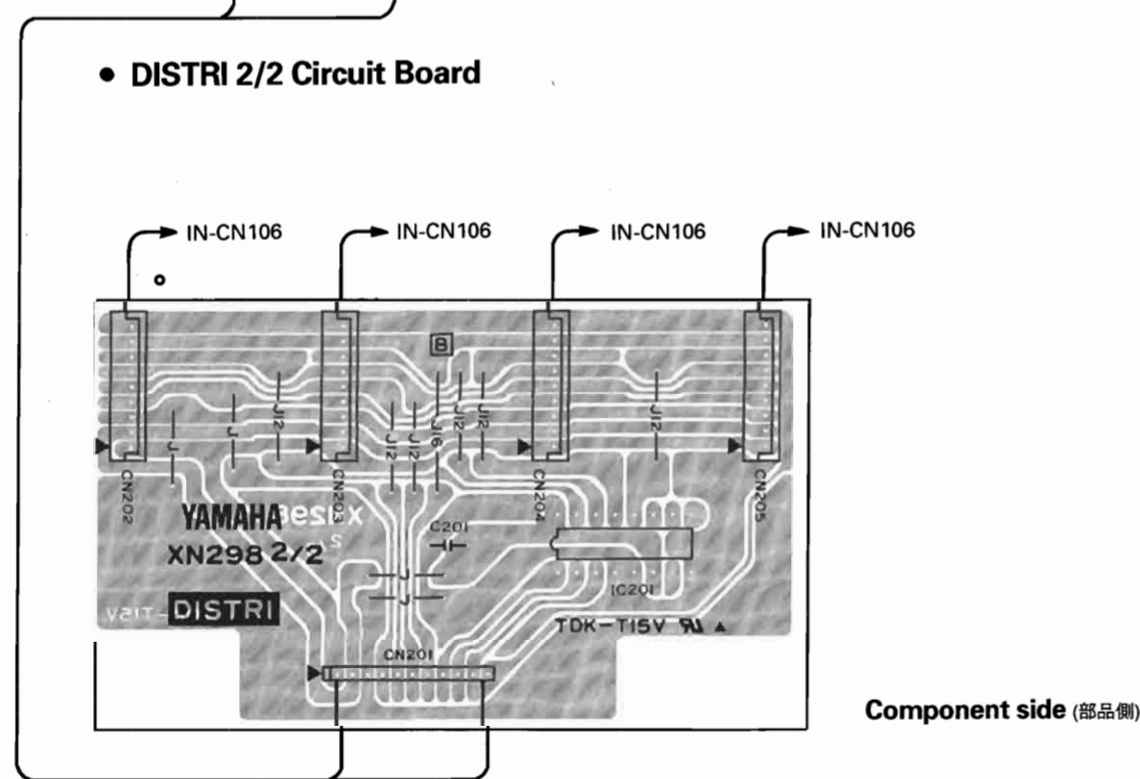 • DISTRI 2/2 Circuit Board
IN-CN106
IN-CN106
IN-CN106
IN-CN106
B
J
J
J12
J12
J12
J16
J12
J12
J12
CN202
CN203
CN204
CN205
YAMAHA
XN298 2/2
C201
J
J
IC201
DISTRI
TDK-T15V
CN201
Component side (部品側)